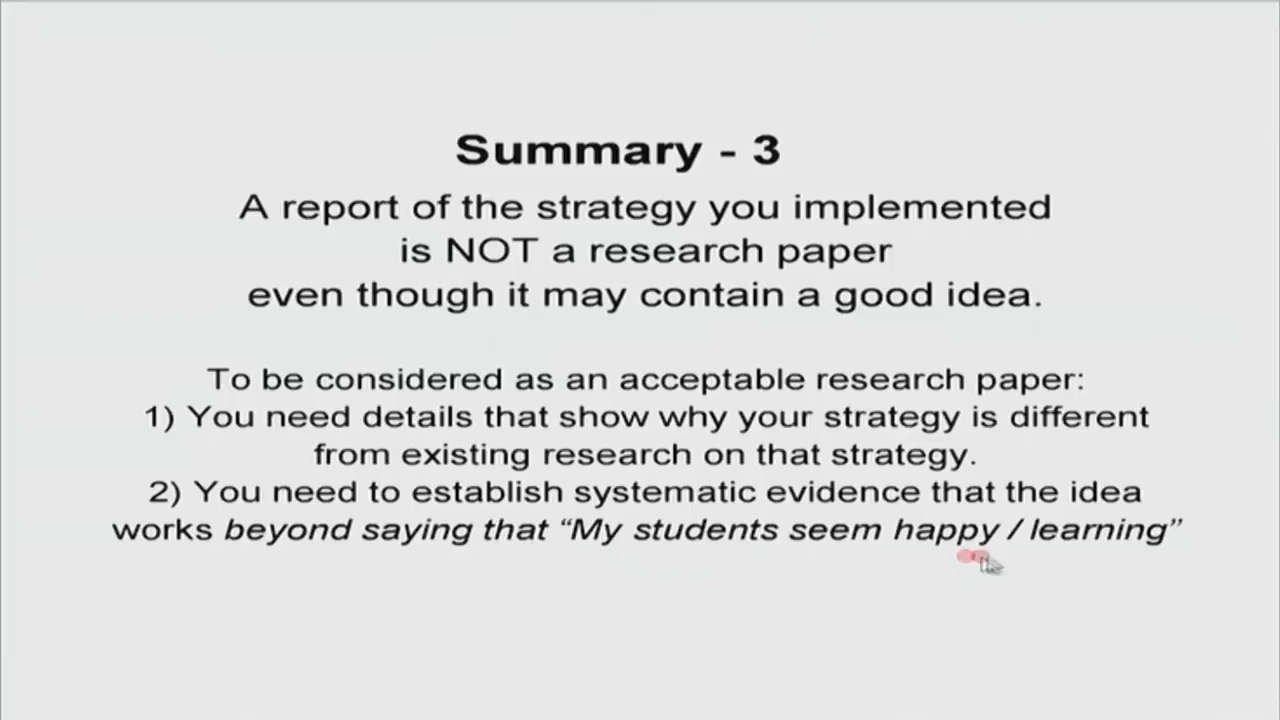 Summary - 3
A report of the strategy you implemented
is NOT a research paper
even though it may contain a good idea.
To be considered as an acceptable research paper:
1) You need details that show why your strategy is different
from existing research on that strategy.
2) You need to establish systematic evidence that the idea
works beyond saying that “My students seem happy / learning”